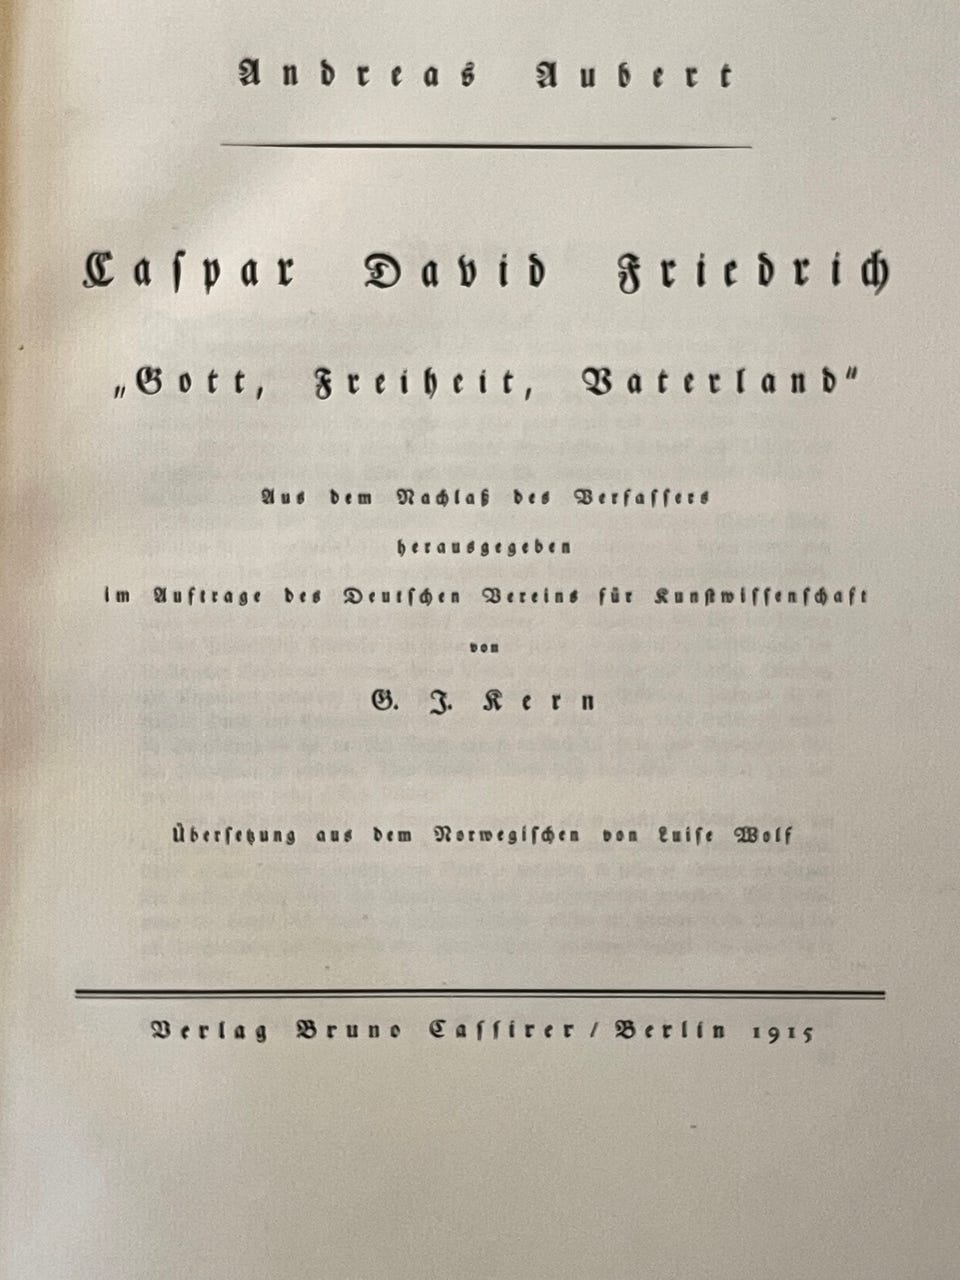 Andreas Aubert
Caspar David Friedrich
„Gott, Freiheit, Vaterland“
Aus dem Nachlaß des Verfassers
herausgegeben
im Auftrage des Deutschen Vereins für Kunstwissenschaft
von
G. J. Kern
Übersetzung aus dem Norwegischen von Luise Wolf
Verlag Bruno Cassirer / Berlin 1915